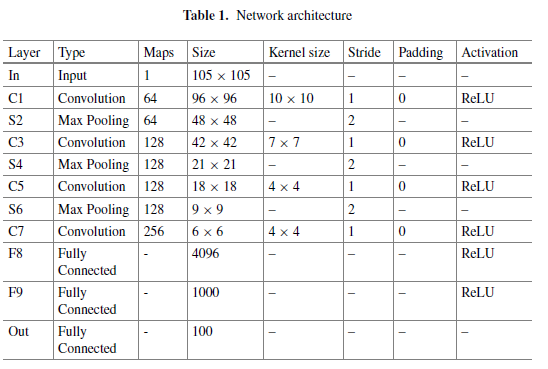 Table 1. Network architecture
Layer Type Maps Size Kernel size Stride Padding Activation
In Input 1 105 × 105 – – – –
C1 Convolution 64 96 × 96 10 × 10 1 0 ReLU
S2 Max Pooling 64 48 × 48 – 2 – –
C3 Convolution 128 42 × 42 7 × 7 1 0 ReLU
S4 Max Pooling 128 21 × 21 – 2 – –
C5 Convolution 128 18 × 18 4 × 4 1 0 ReLU
S6 Max Pooling 128 9 × 9 – 2 – –
C7 Convolution 256 6 × 6 4 × 4 1 0 ReLU
F8 Fully - 4096 – – – ReLU
Connected
F9 Fully - 1000 – – – ReLU
Connected
Out Fully - 100 – – – –
Connected